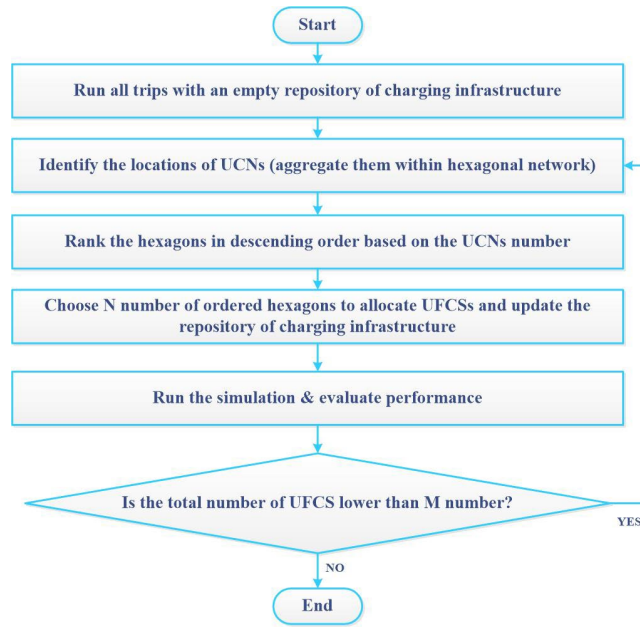 Start
Run all trips with an empty repository of charging infrastructure
Identify the locations of UCNs (aggregate them within hexagonal network)
Rank the hexagons in descending order based on the UCNs number
Choose N number of ordered hexagons to allocate UFCSs and update the
repository of charging infrastructure
Run the simulation & evaluate performance
Is the total number of UFCS lower than M number?
YES
NO
End